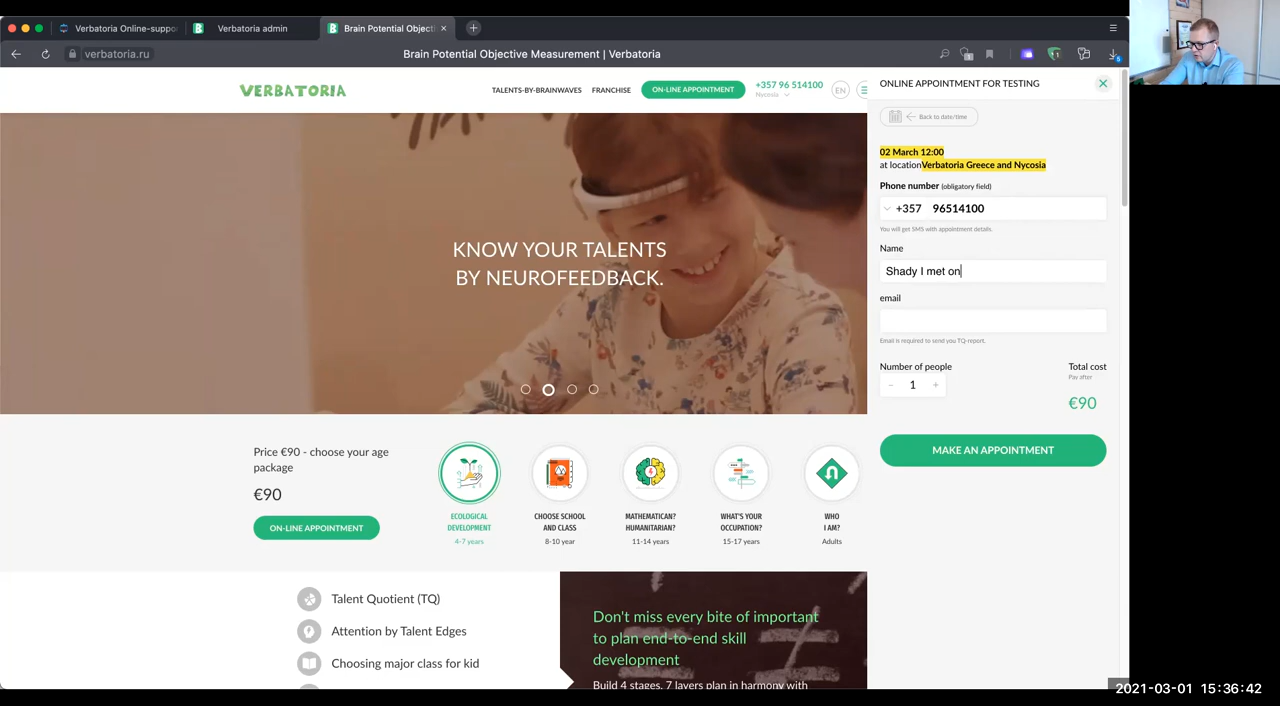 Verbatoria Online-suppo
Verbatoria admin
Brain Potential Objecti
verbatoria.ru
Brain Potential Objective Measurement | Verbatoria
VERBATORIA
TALENTS-BY-BRAINWAVES
FRANCHISE
ON-LINE APPOINTMENT
+357 96 514100
Nycosia
EN
KNOW YOUR TALENTS
BY NEUROFEEDBACK.
Price €90 - choose your age
package
€90
ON-LINE APPOINTMENT
ECOLOGICAL
DEVELOPMENT
4-7 years
CHOOSE SCHOOL
AND CLASS
8-10 year
MATHEMATICAN?
HUMANITARIAN?
11-14 years
WHAT'S YOUR
OCCUPATION?
15-17 years
WHO
I AM?
Adults
Talent Quotient (TQ)
Attention by Talent Edges
Choosing major class for kid
Don't miss every bite of important
to plan end-to-end skill
development
Build 4 stages, 7 layers plan in harmony with
ONLINE APPOINTMENT FOR TESTING
Back to date/time
02 March 12:00
at locationVerbatoria Greece and Nycosia
Phone number (obligatory field)
+357 96514100
You will get SMS with appointment details.
Name
Shady I met on
email
Email is required to send you TQ-report.
Number of people
- 1 +
Total cost
Pay after
€90
MAKE AN APPOINTMENT
2021-03-01 15:36:42